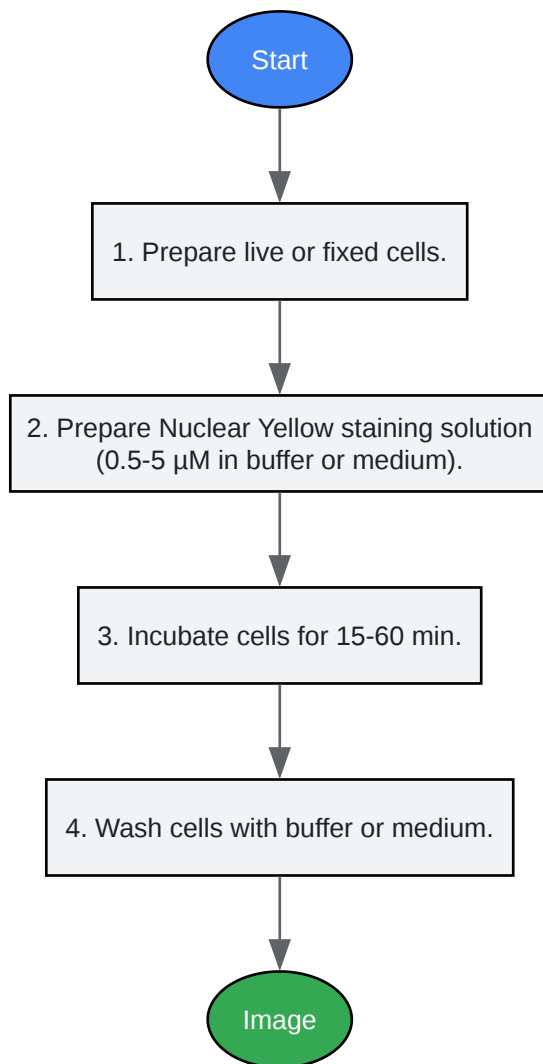 Start
1. Prepare live or fixed cells.
2. Prepare Nuclear Yellow staining solution
(0.5-5 µM in buffer or medium).
3. Incubate cells for 15-60 min.
4. Wash cells with buffer or medium.
Image